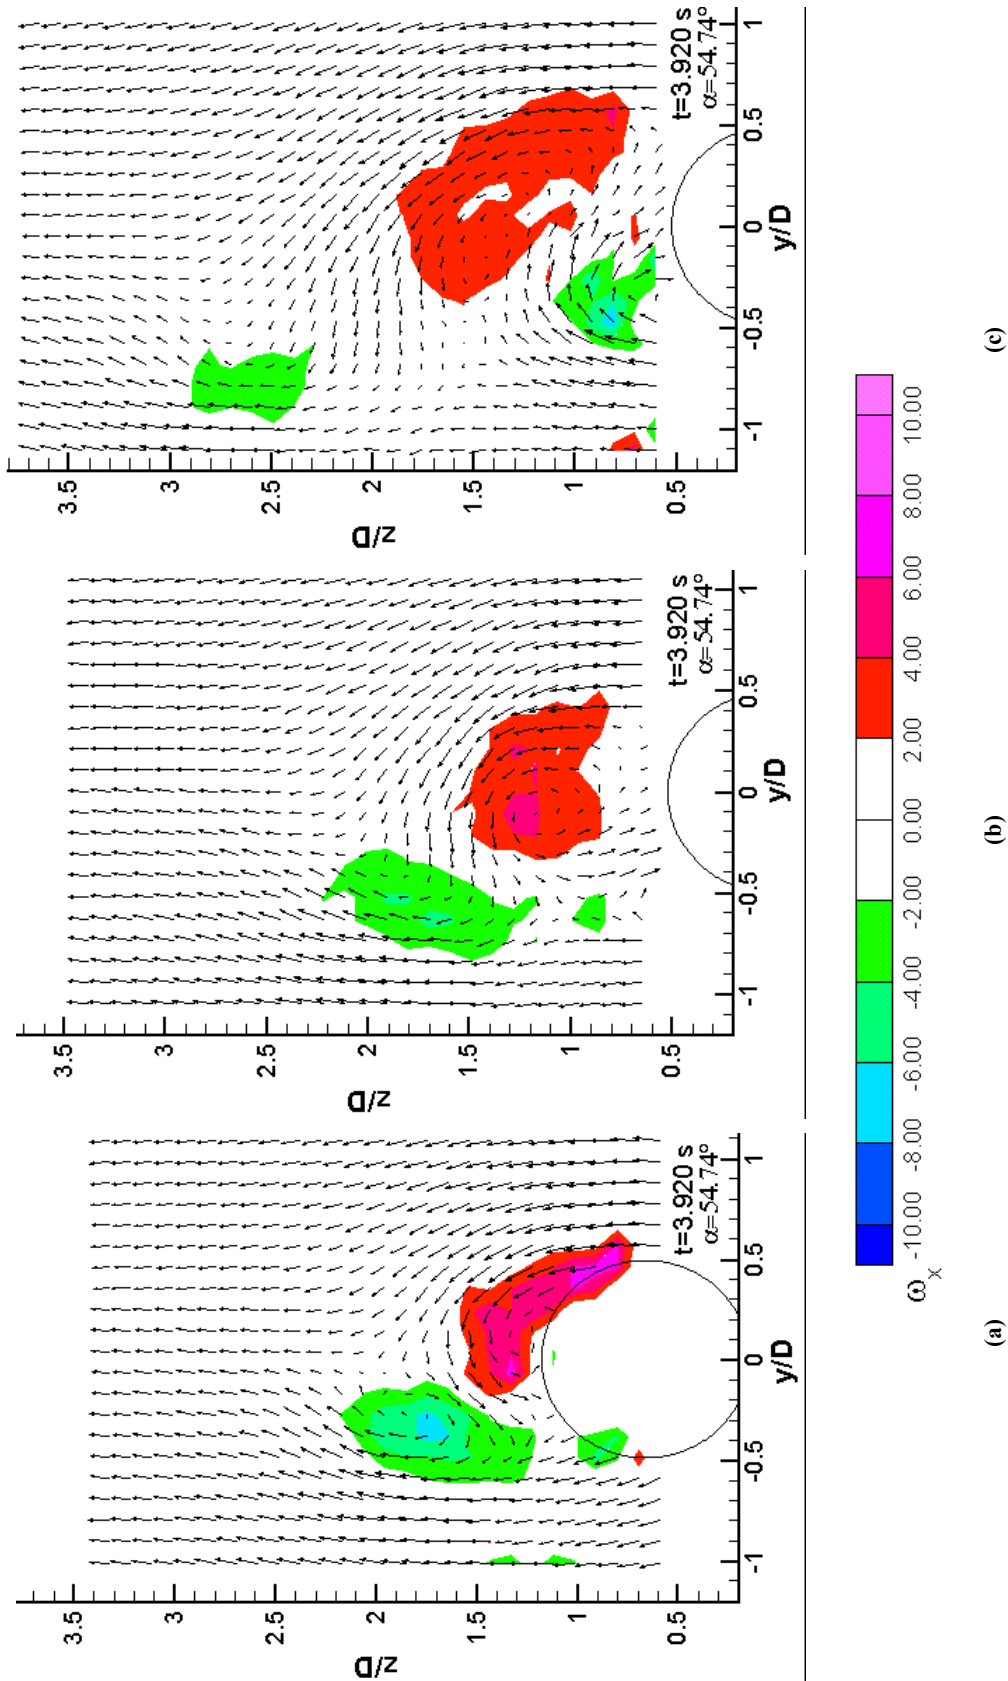 3.5
3
2.5
2
1.5
1
0.5
z/D
-1
-0.5
0
0.5
1
y/D
t=3.920 s
α=54.74°
(a)
3.5
3
2.5
2
1.5
1
0.5
z/D
-1
-0.5
0
0.5
1
y/D
t=3.920 s
α=54.74°
(b)
3.5
3
2.5
2
1.5
1
0.5
z/D
-1
-0.5
0
0.5
1
y/D
t=3.920 s
α=54.74°
(c)
ωx -10.00 -8.00 -6.00 -4.00 -2.00 0.00 2.00 4.00 6.00 8.00 10.00